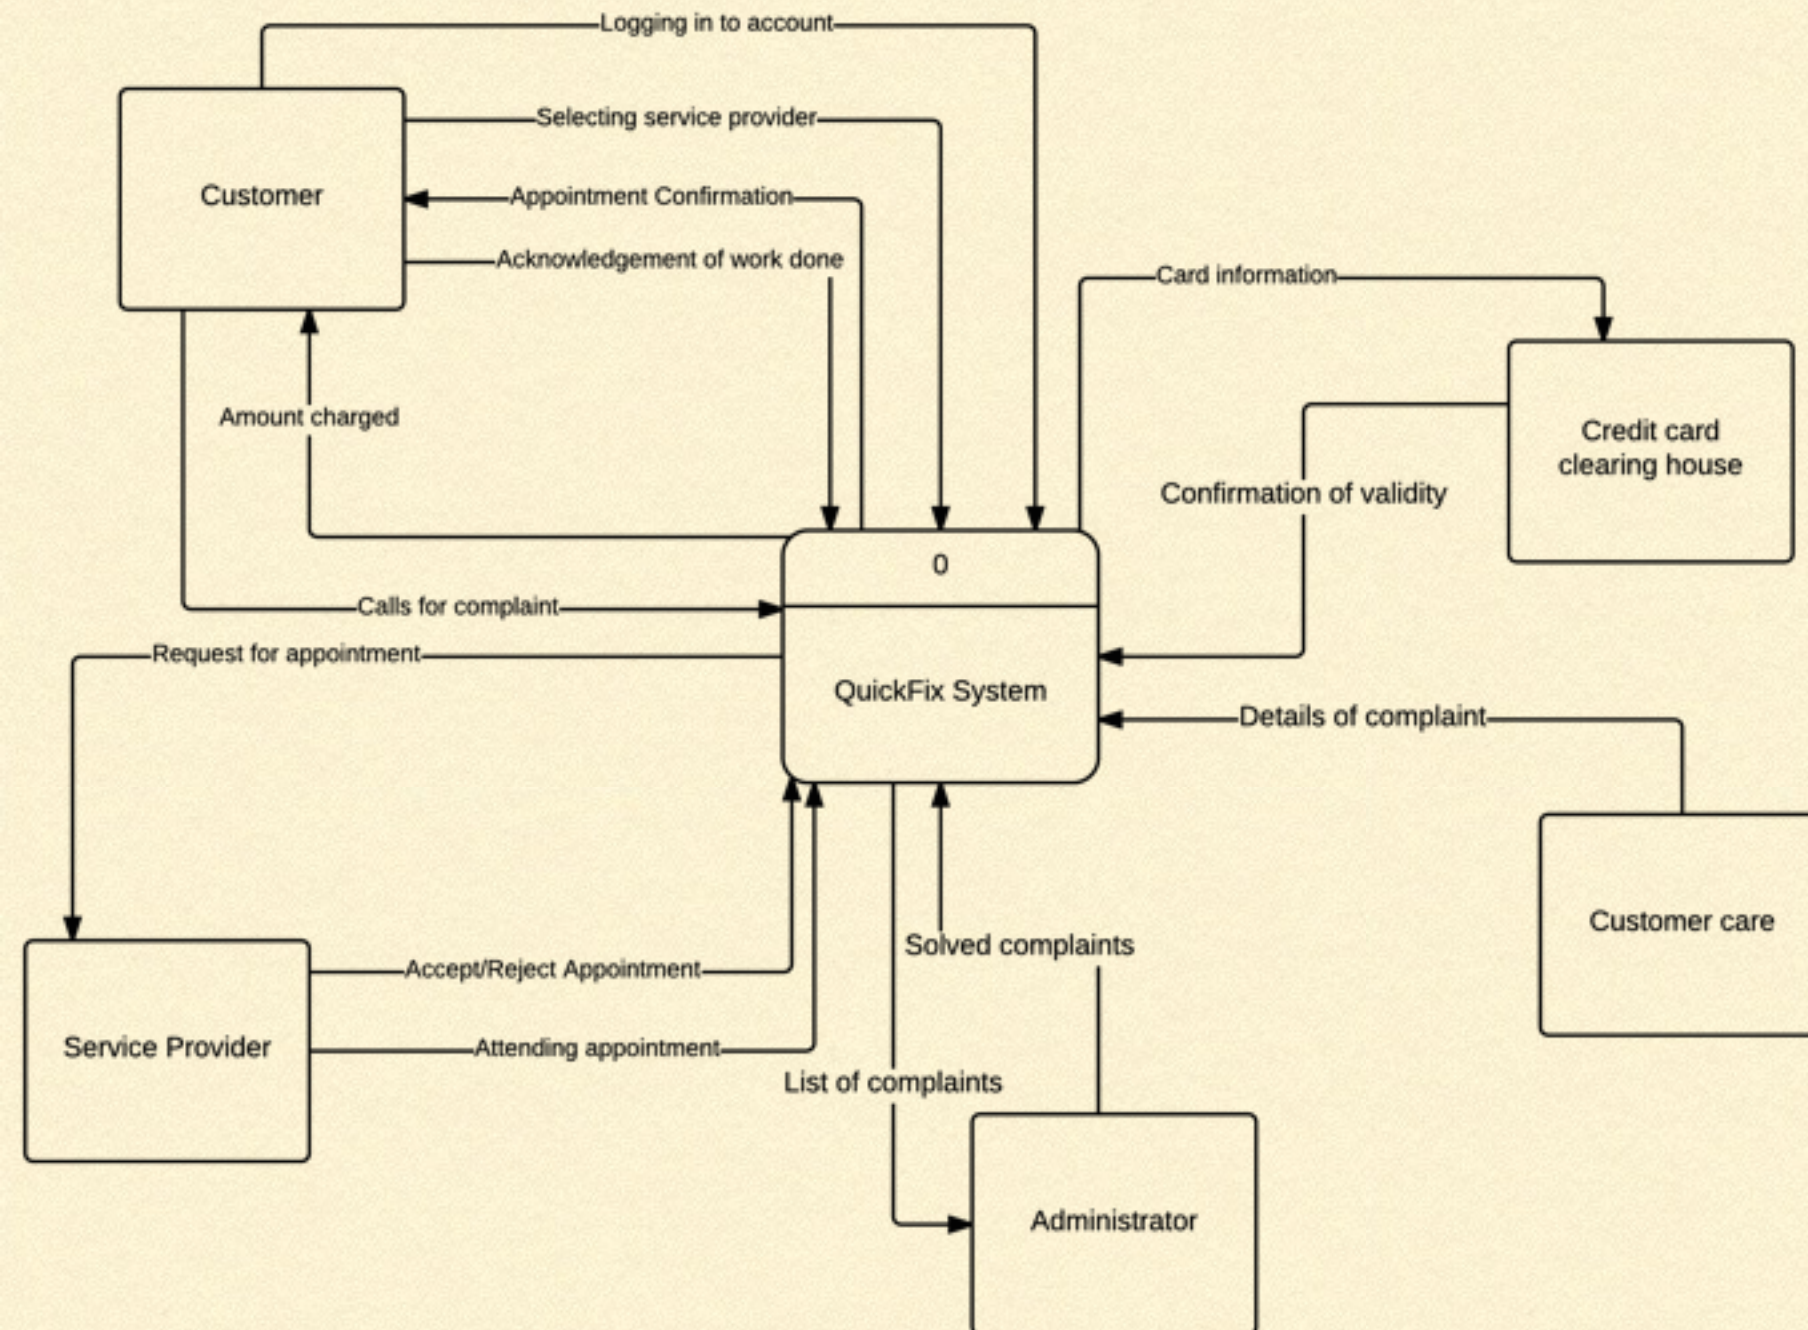 Logging in to account
Selecting service provider
Customer
Appointment Confirmation
Acknowledgement of work done
Card information
Amount charged
Credit card
clearing house
Confirmation of validity
0
Calls for complaint
Request for appointment
QuickFix System
Details of complaint
Customer care
Solved complaints
Accept/Reject Appointment
Service Provider
Attending appointment
List of complaints
Administrator